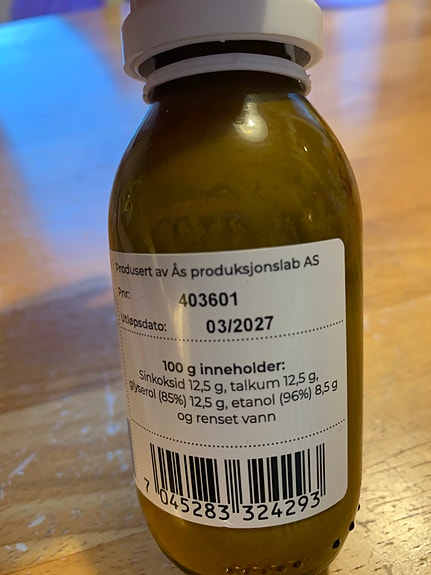 Produsert av Ås produksjonslab AS
Pnr: 403601
Utløpsdato: 03/2027
100 g inneholder:
Sinkoksid 12,5 g, talkum 12,5 g,
glyserol (85%) 12,5 g, etanol (96%) 8,5 g
og renset vann
7 045283 324293